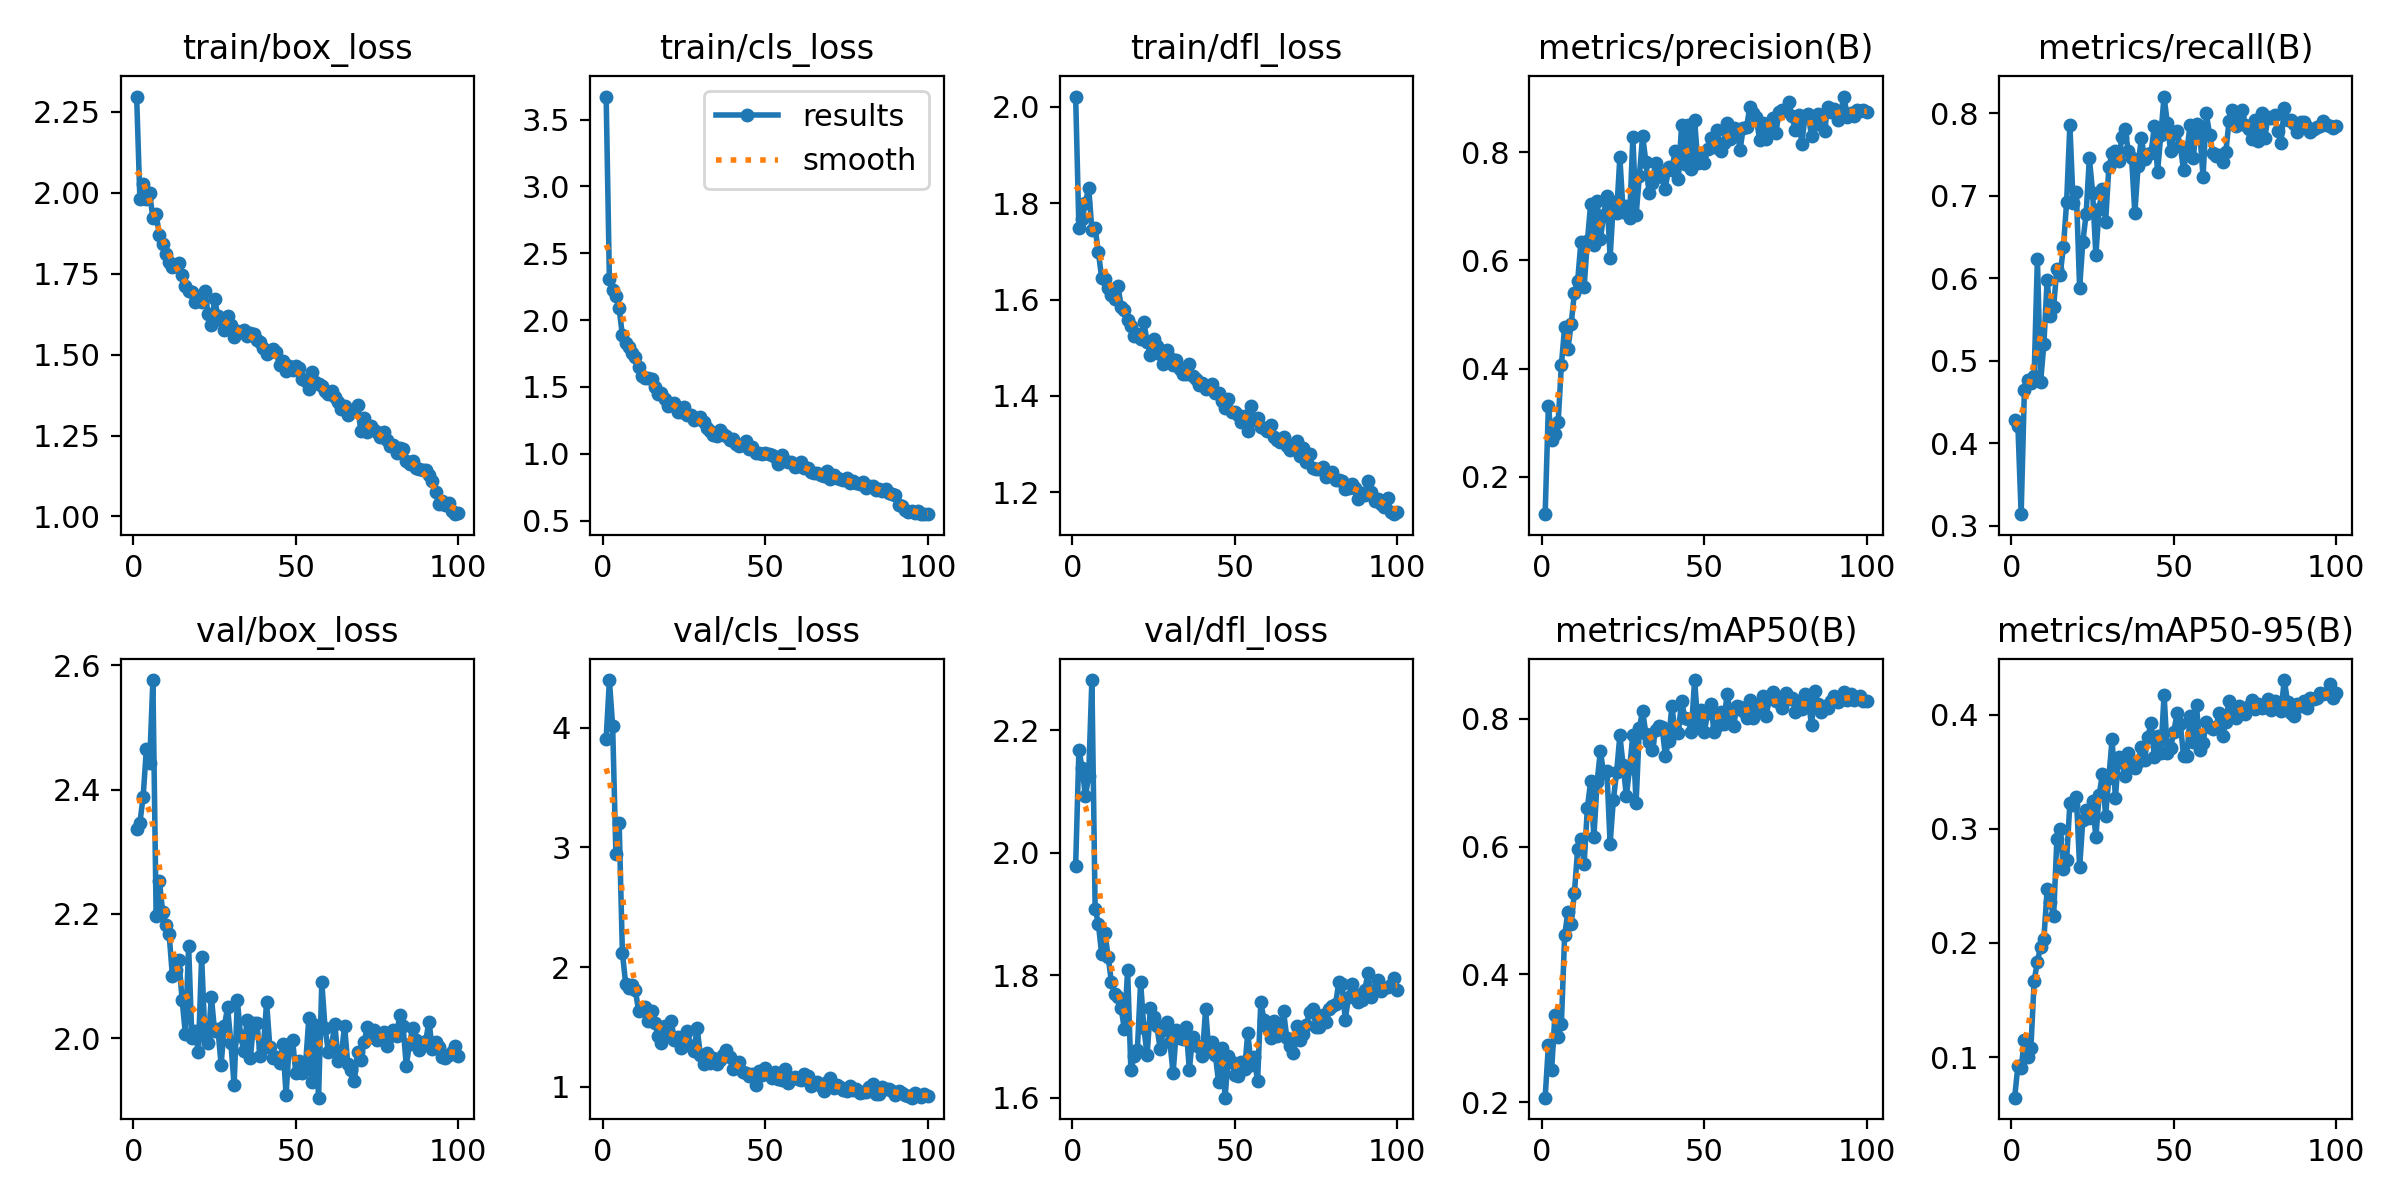 train/box_loss
2.25
2.00
1.75
1.50
1.25
1.00
0 50 100
train/cls_loss
results
smooth
3.5
3.0
2.5
2.0
1.5
1.0
0.5
0 50 100
train/dfl_loss
2.0
1.8
1.6
1.4
1.2
0 50 100
metrics/precision(B)
0.8
0.6
0.4
0.2
0 50 100
metrics/recall(B)
0.8
0.7
0.6
0.5
0.4
0.3
0 50 100
val/box_loss
2.6
2.4
2.2
2.0
0 50 100
val/cls_loss
4
3
2
1
0 50 100
val/dfl_loss
2.2
2.0
1.8
1.6
0 50 100
metrics/mAP50(B)
0.8
0.6
0.4
0.2
0 50 100
metrics/mAP50-95(B)
0.4
0.3
0.2
0.1
0 50 100